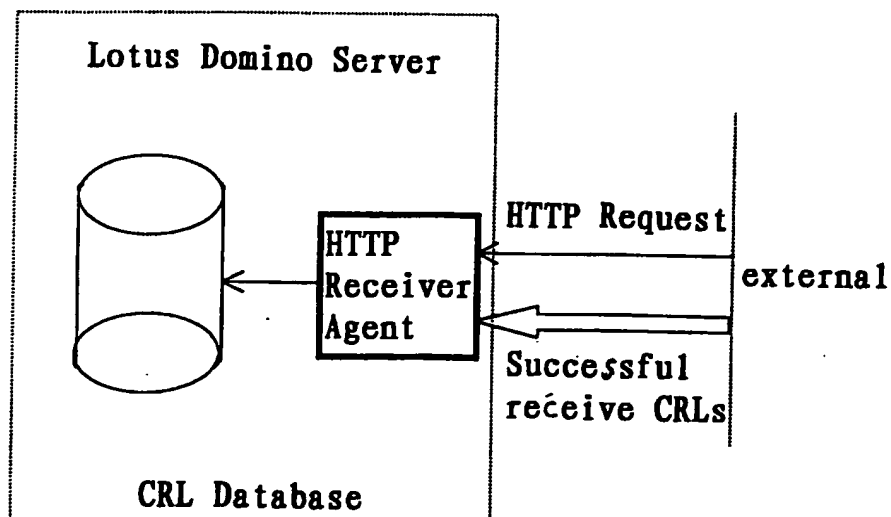 Lotus Domino Server
HTTP Request
HTTP
Receiver
Agent
external
Successful
receive CRLs
CRL Database